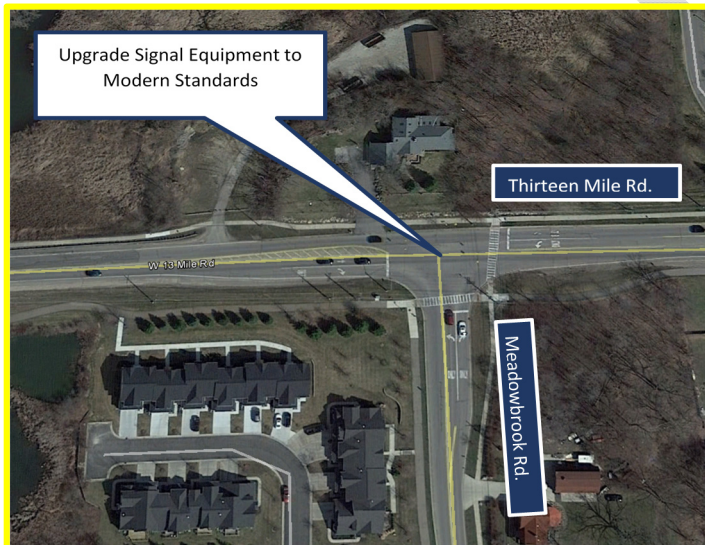 Upgrade Signal Equipment to
Modern Standards
Thirteen Mile Rd.
W 13 Mile Rd
Meadowbrook Rd.